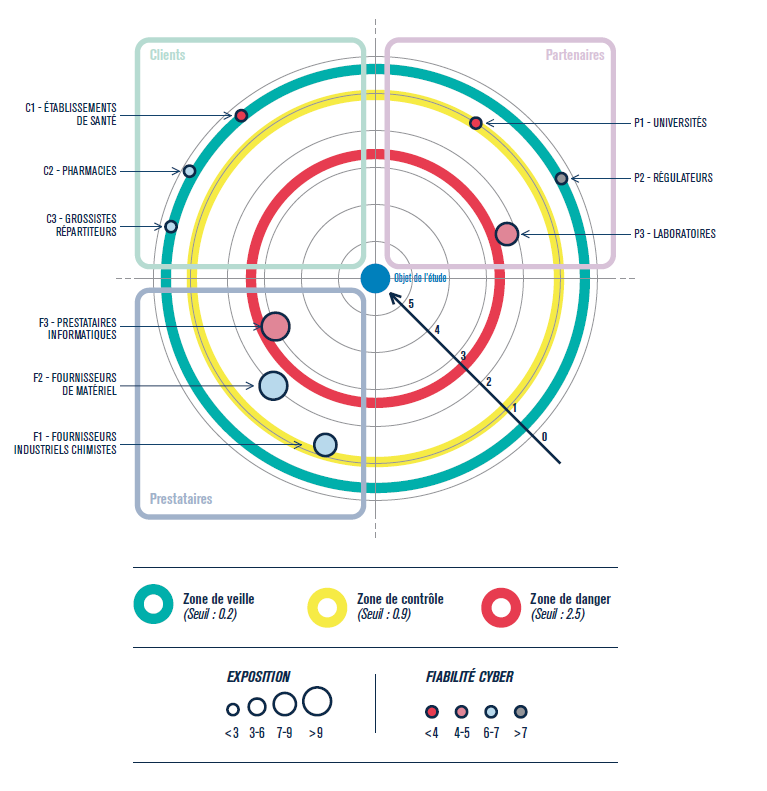 Clients
Partenaires
C1 - ÉTABLISSEMENTS
DE SANTÉ
C2 - PHARMACIES
C3 - GROSSISTES
RÉPARTITEURS
P1 - UNIVERSITÉS
P2 - RÉGULATEURS
P3 - LABORATOIRES
Objet de l'étude
5
4
3
2
1
0
F3 - PRESTATAIRES
INFORMATIQUES
F2 - FOURNISSEURS
DE MATÉRIEL
F1 - FOURNISSEURS
INDUSTRIELS CHIMISTES
Prestataires
Zone de veille
(Seuil : 0.2)
Zone de contrôle
(Seuil : 0.9)
Zone de danger
(Seuil : 2.5)
EXPOSITION
<3 3-6 7-9 >9
FIABILITÉ CYBER
<4 4-5 6-7 >7